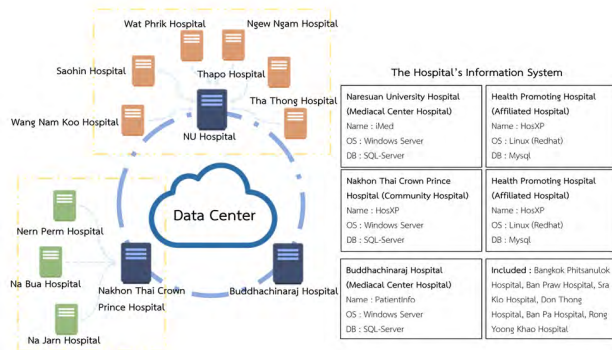 Wat Phrik Hospital
Ngew Ngam Hospital
Saohin Hospital
Thapo Hospital
Tha Thong Hospital
Wang Nam Koo Hospital
NU Hospital
Data Center
Nern Perm Hospital
Na Bua Hospital
Na Jarn Hospital
Nakhon Thai Crown
Prince Hospital
Buddhachinaraj Hospital
The Hospital's Information System
Naresuan University Hospital
(Mediacal Center Hospital)
Name : iMed
OS : Windows Server
DB : SQL-Server
Health Promoting Hospital
(Affiliated Hospital)
Name : HosXP
OS : Linux (Redhat)
DB : Mysql
Nakhon Thai Crown Prince
Hospital (Community Hospital)
Name : HosXP
OS : Windows Server
DB : SQL-Server
Health Promoting Hospital
(Affiliated Hospital)
Name : HosXP
OS : Linux (Redhat)
DB : Mysql
Buddhachinaraj Hospital
(Mediacal Center Hospital)
Name : PatientInfo
OS : Windows Server
DB : SQL-Server
Included : Bangkok Phitsanulok
Hospital, Ban Praw Hospital, Sra
Klo Hospital, Don Thong
Hospital, Ban Pa Hospital, Rong
Yoong Khao Hospital